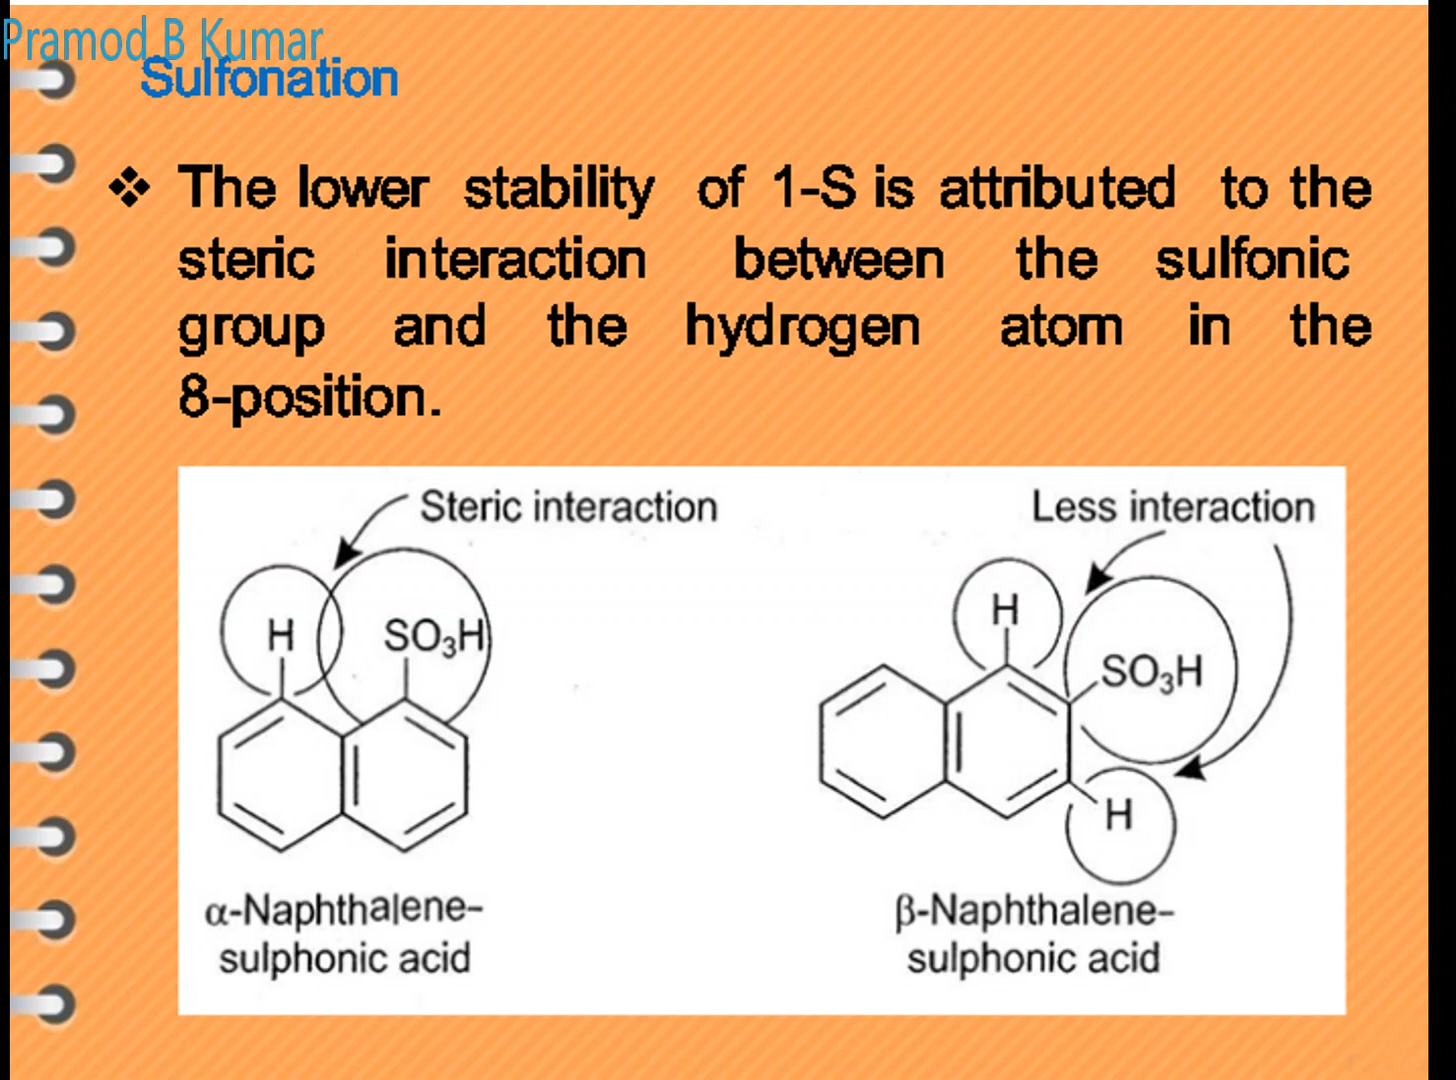 Pramod B Kumar
Sulfonation
❖ The lower stability of 1-S is attributed to the
steric interaction between the sulfonic
group and the hydrogen atom in the
8-position.
Steric interaction
Less interaction
H
SO₃H
H
SO₃H
H
α-Naphthalene-
sulphonic acid
β-Naphthalene-
sulphonic acid